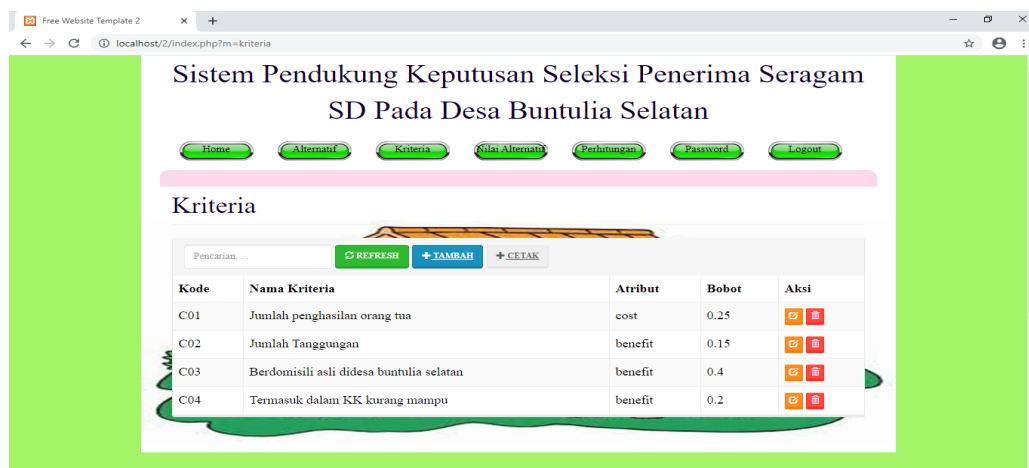 Free Website Template 2
localhost/2/index.php?m=kriteria
Sistem Pendukung Keputusan Seleksi Penerima Seragam
SD Pada Desa Buntulia Selatan
Home Alternatif Kriteria Nilai Alternatif Perhitungan Password Logout
Kriteria
Pencarian. . . REFRESH TAMBAH CETAK
Kode Nama Kriteria Atribut Bobot Aksi
C01 Jumlah penghasilan orang tua cost 0.25
C02 Jumlah Tanggungan benefit 0.15
C03 Berdomisili asli didesa buntulia selatan benefit 0.4
C04 Termasuk dalam KK kurang mampu benefit 0.2